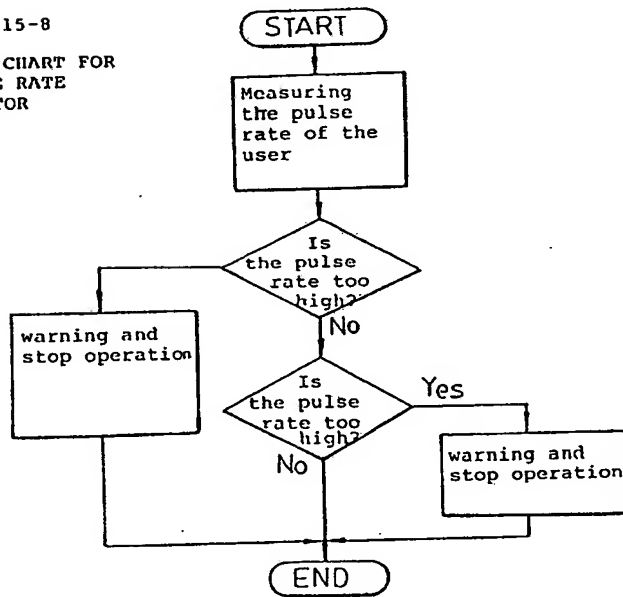 15-8
CHART FOR
RATE
START
Measuring
the pulse
rate of the
user
Is
the pulse
rate too
high?
No
warning and
stop operation
Is
the pulse
rate too
high?
Yes
No
warning and
stop operation
END